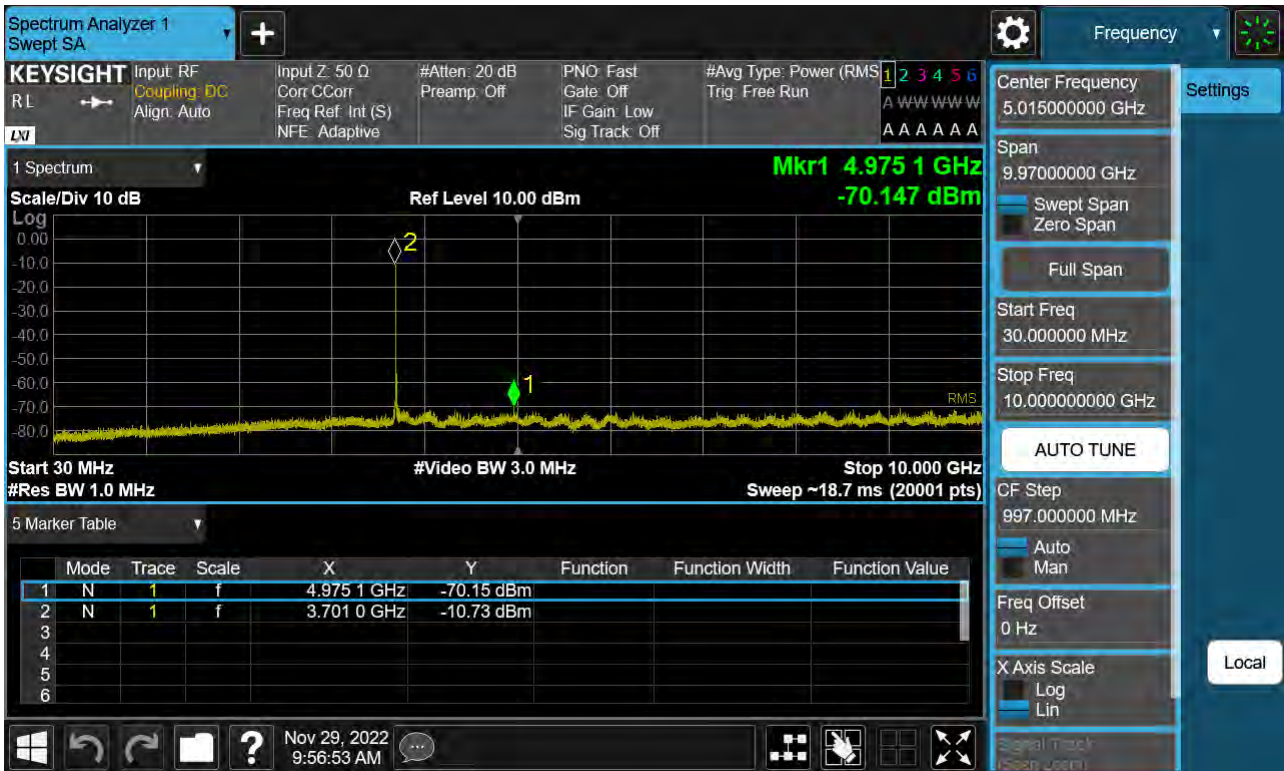 Spectrum Analyzer 1
Swept SA
+
Frequency
KEYSIGHT
RL
LXI
Input: RF
Coupling: DC
Align: Auto
Input Z: 50 Ω
Corr CCorr
Freq Ref: Int (S)
NFE: Adaptive
#Atten: 20 dB
Preamp: Off
PNO: Fast
Gate: Off
IF Gain: Low
Sig Track: Off
#Avg Type: Power (RMS
Trig: Free Run
1 2 3 4 5 6
A W W W W W
A A A A A A
1 Spectrum
Scale/Div 10 dB
Ref Level 10.00 dBm
Mkr1 4.975 1 GHz
-70.147 dBm
Log
0.00
-10.0
-20.0
-30.0
-40.0
-50.0
-60.0
-70.0
-80.0
2
1
RMS
Start 30 MHz
#Video BW 3.0 MHz
Stop 10.000 GHz
#Res BW 1.0 MHz
Sweep ~18.7 ms (20001 pts)
5 Marker Table
Mode Trace Scale X Y Function Function Width Function Value
1 N 1 f 4.975 1 GHz -70.15 dBm
2 N 1 f 3.701 0 GHz -10.73 dBm
3
4
5
6
Nov 29, 2022
9:56:53 AM
?
Center Frequency
5.015000000 GHz
Span
9.97000000 GHz
Swept Span
Zero Span
Full Span
Start Freq
30.000000 MHz
Stop Freq
10.000000000 GHz
AUTO TUNE
CF Step
997.000000 MHz
Auto
Man
Freq Offset
0 Hz
X Axis Scale
Log
Lin
Signal Track
(Span Zoom)
Settings
Local